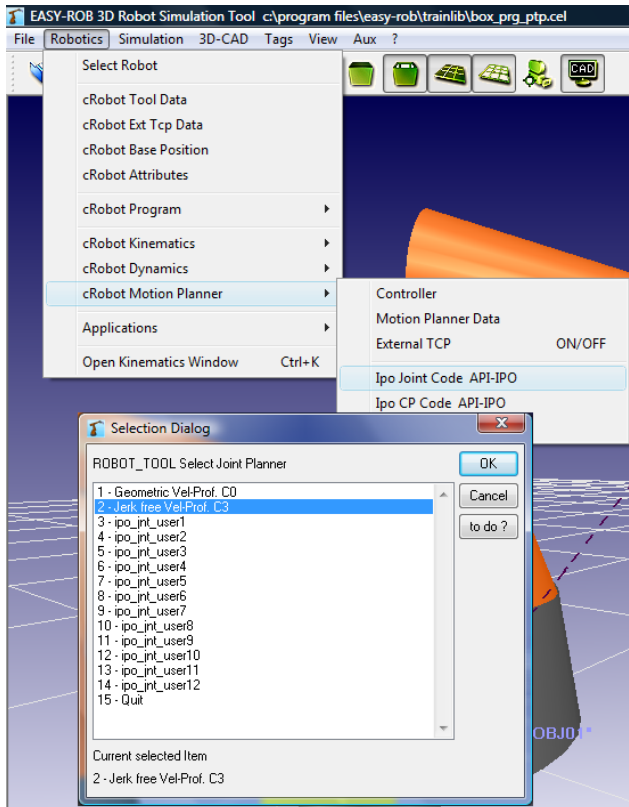 EASY-ROB 3D Robot Simulation Tool c:\program files\easy-rob\trainlib\box_prg_ptp.cel
File Robotics Simulation 3D-CAD Tags View Aux ?
CAD
Select Robot
cRobot Tool Data
cRobot Ext Tcp Data
cRobot Base Position
cRobot Attributes
cRobot Program
cRobot Kinematics
cRobot Dynamics
cRobot Motion Planner
Applications
Open Kinematics Window Ctrl+K
Controller
Motion Planner Data
External TCP ON/OFF
Ipo Joint Code API-IPO
Ipo CP Code API-IPO
Selection Dialog
ROBOT_TOOL Select Joint Planner
OK
Cancel
to do ?
1 - Geometric Vel-Prof. C0
2 - Jerk free Vel-Prof. C3
3 - ipo_jnt_user1
4 - ipo_jnt_user2
5 - ipo_jnt_user3
6 - ipo_jnt_user4
7 - ipo_jnt_user5
8 - ipo_jnt_user6
9 - ipo_jnt_user7
10 - ipo_jnt_user8
11 - ipo_jnt_user9
12 - ipo_jnt_user10
13 - ipo_jnt_user11
14 - ipo_jnt_user12
15 - Quit
Current selected Item
2 - Jerk free Vel-Prof. C3
OBJ01"